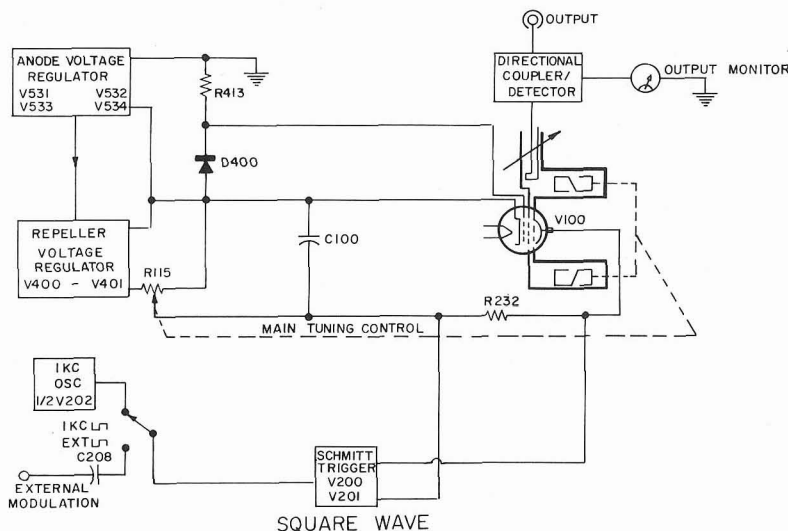 OUTPUT
ANODE VOLTAGE
REGULATOR
V531 V532
V533 V534
R413
DIRECTIONAL
COUPLER/
DETECTOR
OUTPUT MONITOR
D400
REPELLER
VOLTAGE
REGULATOR
V400 - V401
R115
C100
V100
R232
MAIN TUNING CONTROL
1KC
OSC
1/2V202
1KC
EXT
C208
EXTERNAL
MODULATION
SCHMITT
TRIGGER
V200
V201
SQUARE WAVE